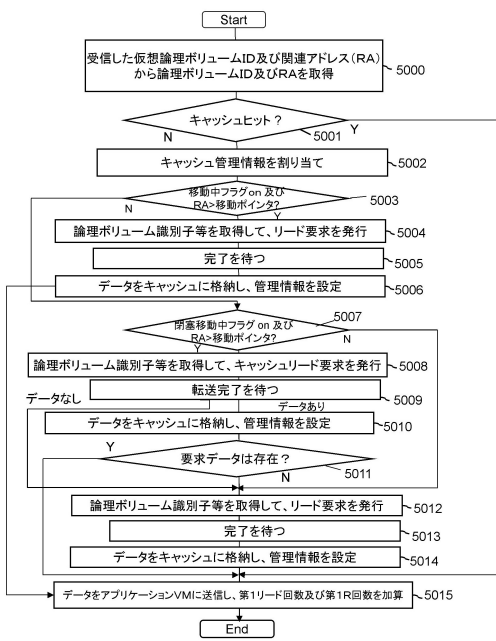 Start
受信した仮想論理ボリュームID及び関連アドレス(RA)
から論理ボリュームID及びRAを取得
5000
キャッシュヒット?
5001
N
Y
キャッシュ管理情報を割り当て
5002
移動中フラグon 及び
RA>移動ポインタ?
5003
N
Y
論理ボリューム識別子等を取得して、リード要求を発行
5004
完了を待つ
5005
データをキャッシュに格納し、管理情報を設定
5006
閉塞移動中フラグon 及び
RA>移動ポインタ?
5007
Y
N
論理ボリューム識別子等を取得して、キャッシュリード要求を発行
5008
転送完了を待つ
5009
データなし
データあり
データをキャッシュに格納し、管理情報を設定
5010
Y
要求データは存在?
5011
N
論理ボリューム識別子等を取得して、リード要求を発行
5012
完了を待つ
5013
データをキャッシュに格納し、管理情報を設定
5014
データをアプリケーションVMに送信し、第1リード回数及び第1R回数を加算
5015
End